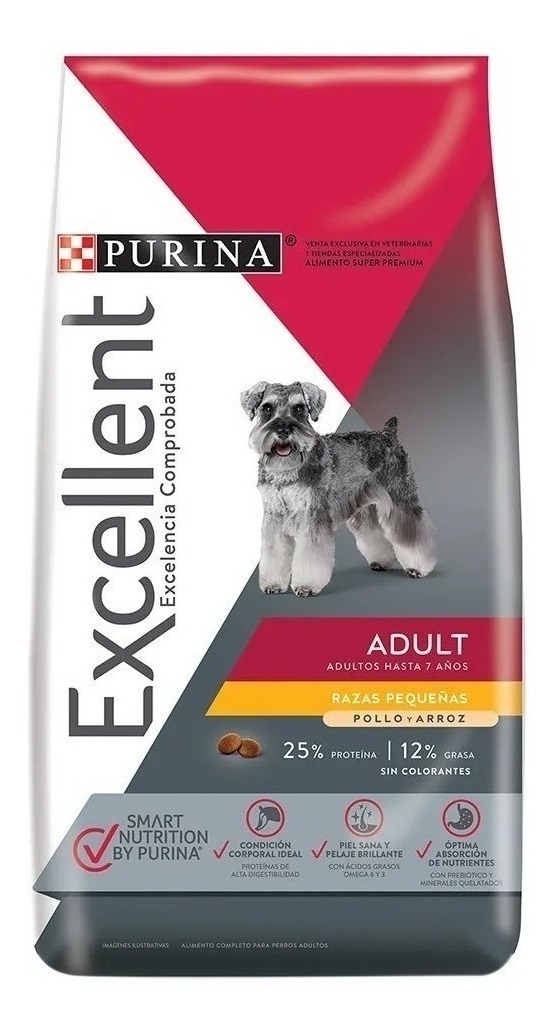 PURINA®
VENTA EXCLUSIVA EN VETERINARIAS
Y TIENDAS ESPECIALIZADAS
ALIMENTO SUPER PREMIUM
Excellent
Excelencia Comprobada
ADULT
ADULTOS HASTA 7 AÑOS
RAZAS PEQUEÑAS
POLLO Y ARROZ
25% PROTEÍNA | 12% GRASA
SIN COLORANTES
SMART
NUTRITION
BY PURINA®
CONDICIÓN
CORPORAL IDEAL
PROTEÍNAS DE
ALTA DIGESTIBILIDAD
PIEL SANA Y
PELAJE BRILLANTE
CON ÁCIDOS GRASOS
OMEGA 6 Y 3
ÓPTIMA
ABSORCIÓN
DE NUTRIENTES
CON PREBIÓTICO Y
MINERALES QUELATADOS
IMÁGENES ILUSTRATIVAS
ALIMENTO COMPLETO PARA PERROS ADULTOS